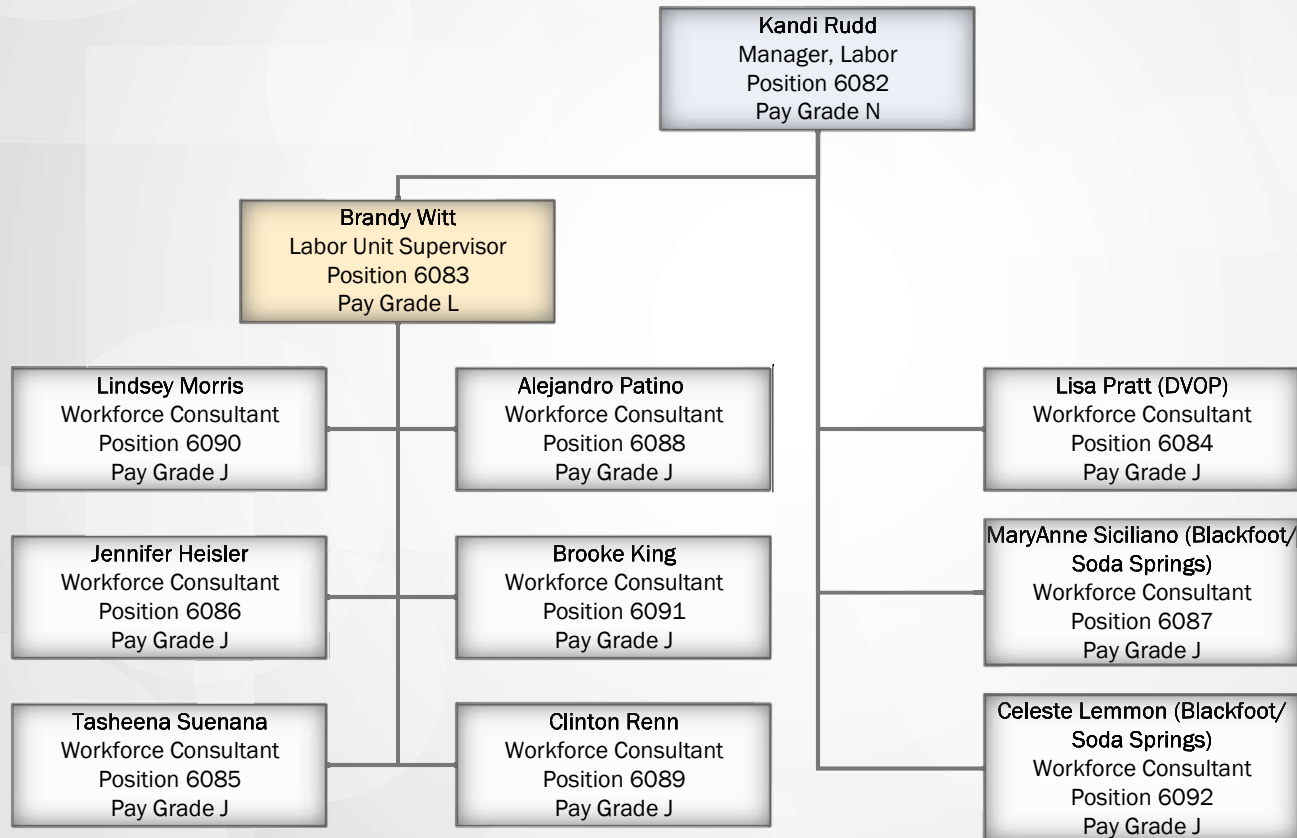 Kandi Rudd
Manager, Labor
Position 6082
Pay Grade N
Brandy Witt
Labor Unit Supervisor
Position 6083
Pay Grade L
Lindsey Morris
Workforce Consultant
Position 6090
Pay Grade J
Alejandro Patino
Workforce Consultant
Position 6088
Pay Grade J
Lisa Pratt (DVOP)
Workforce Consultant
Position 6084
Pay Grade J
Jennifer Heisler
Workforce Consultant
Position 6086
Pay Grade J
Brooke King
Workforce Consultant
Position 6091
Pay Grade J
MaryAnne Siciliano (Blackfoot/
Soda Springs)
Workforce Consultant
Position 6087
Pay Grade J
Tasheena Suenana
Workforce Consultant
Position 6085
Pay Grade J
Clinton Renn
Workforce Consultant
Position 6089
Pay Grade J
Celeste Lemmon (Blackfoot/
Soda Springs)
Workforce Consultant
Position 6092
Pay Grade J